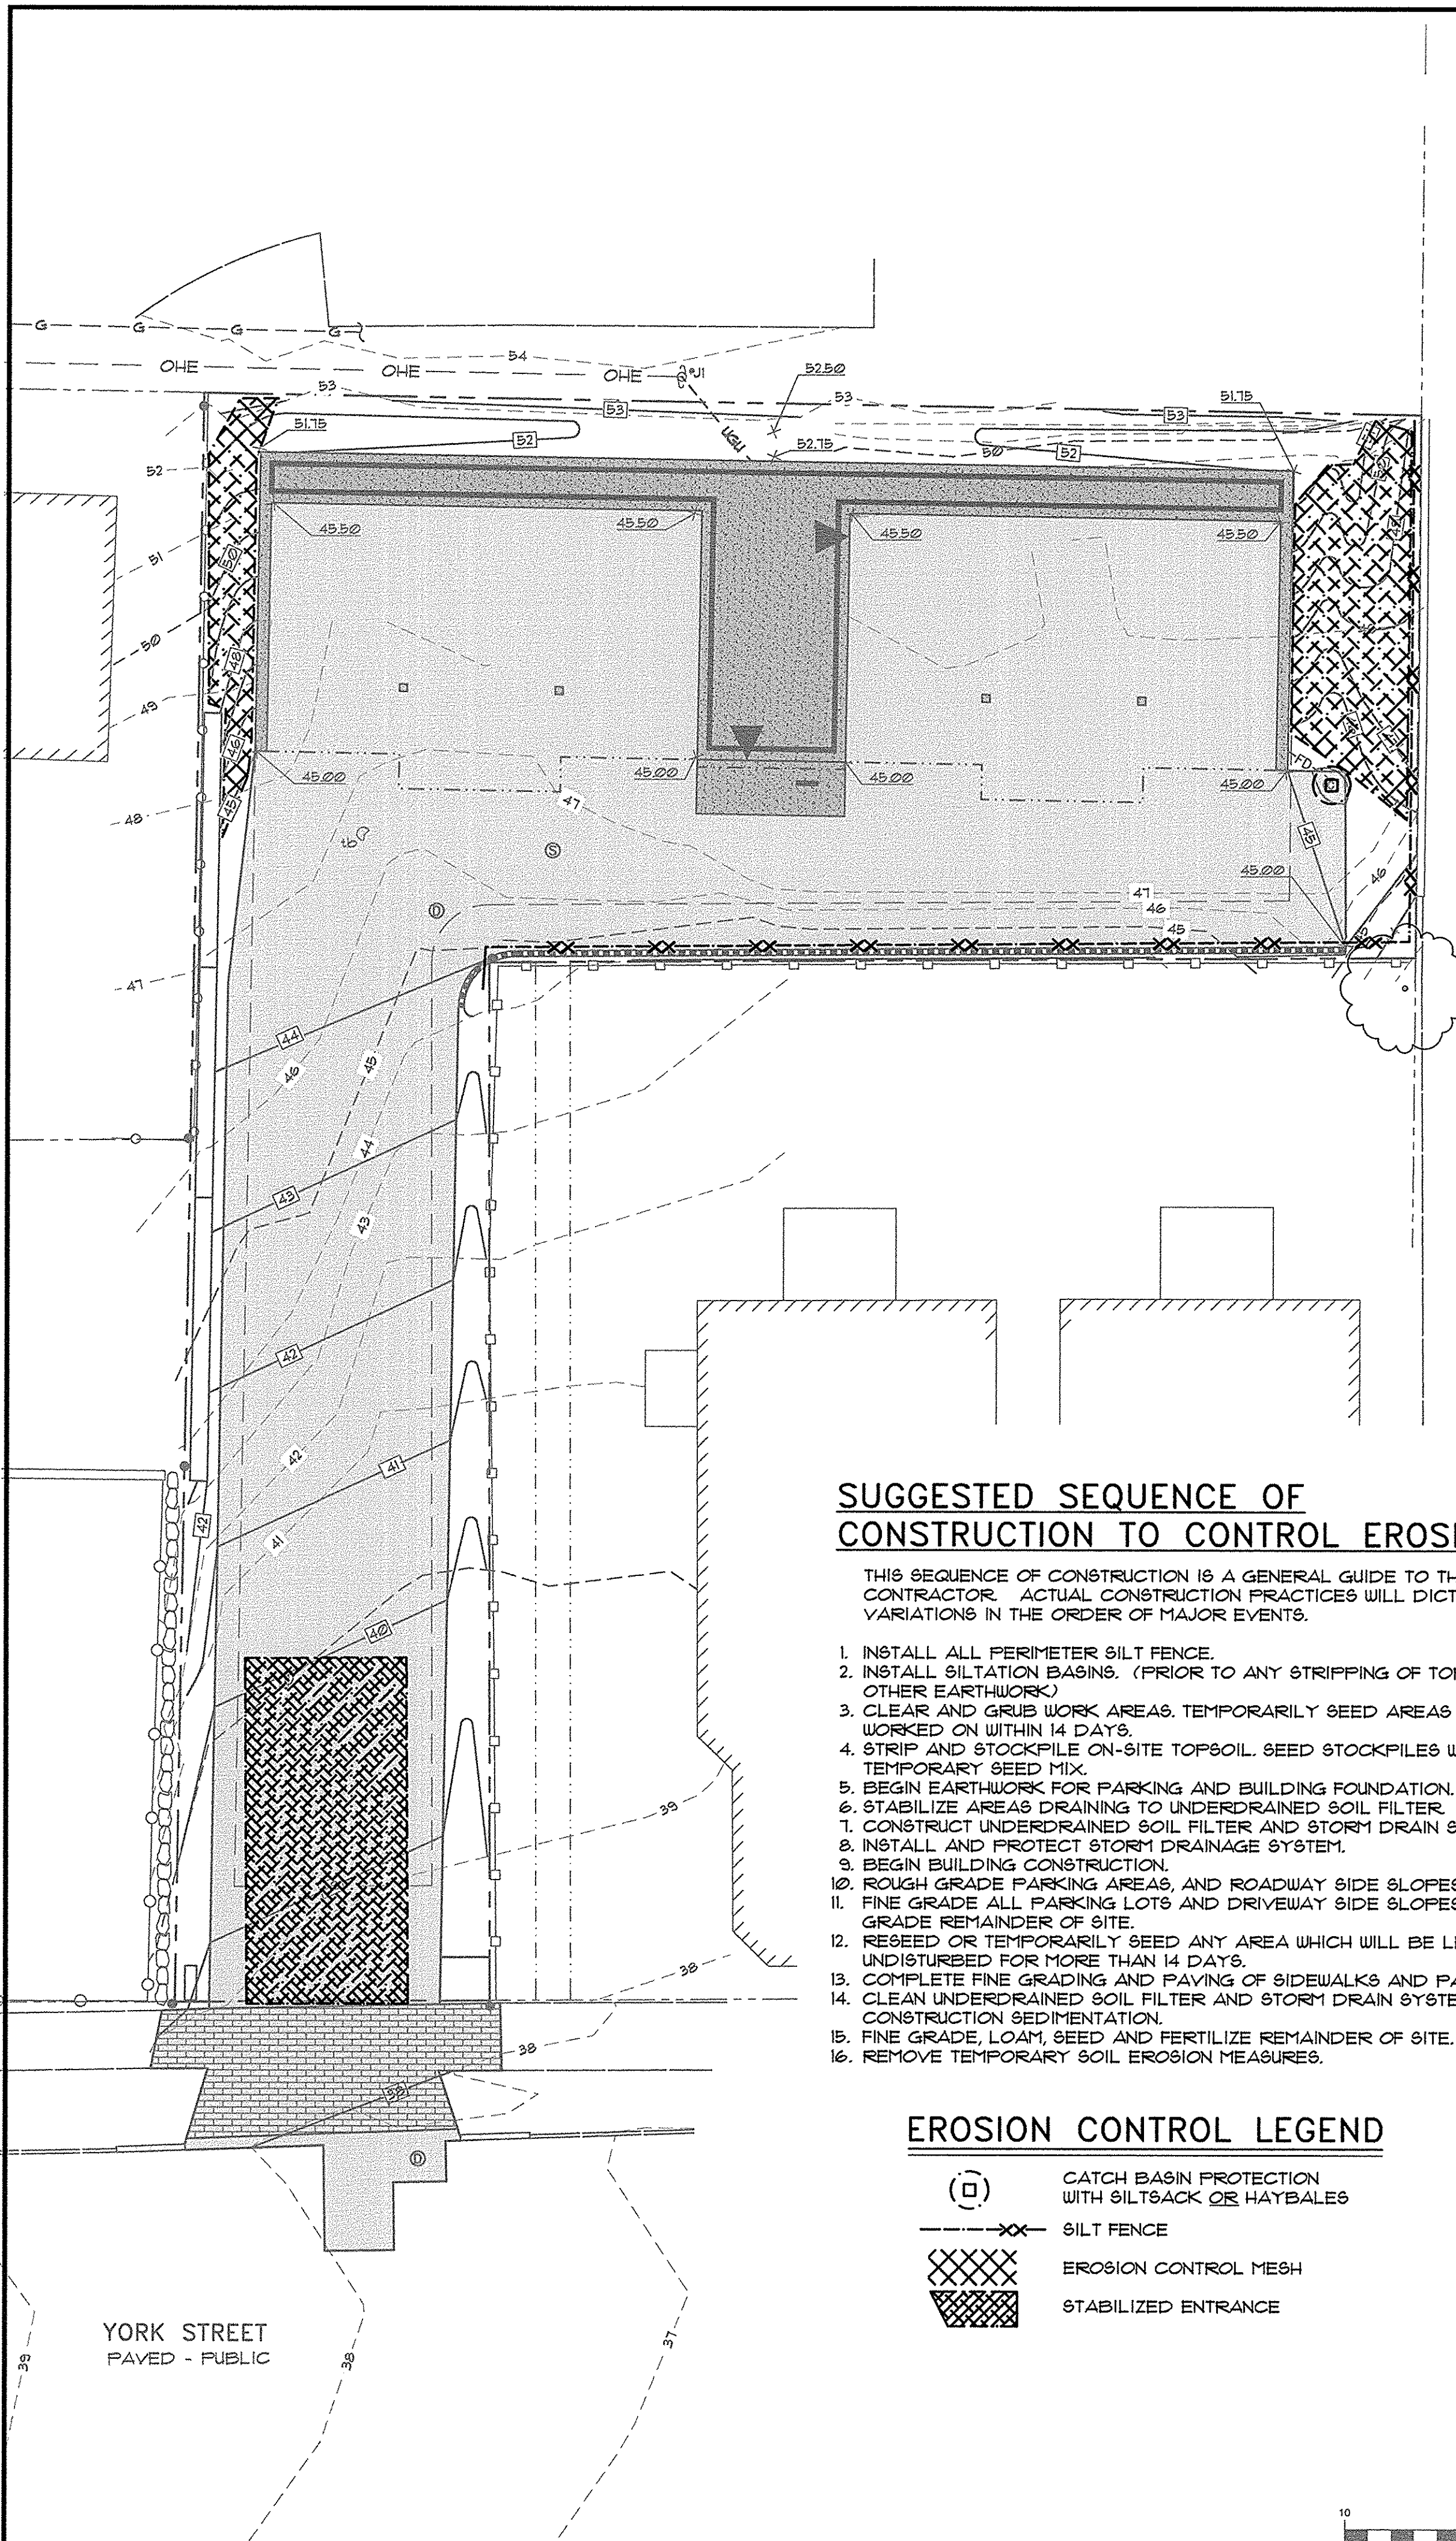 G G G G
54
OHE OHE OHE UI
52.50
53 53
53 53
51.75 51.75
UGU
52 52.75 50 52
52
45.50 45.50 45.50 45.50
51
50
50
48
49
46
FD
45.00 45.00 45.00 45.00
45
47
48
45
S
45.00
46
D
47
46
45
47
44
45
46
44
43
43
42
41
42
42
41
40
39
38
38
38
D
YORK STREET
PAVED - PUBLIC
39
38
37
SUGGESTED SEQUENCE OF
CONSTRUCTION TO CONTROL EROSI
THIS SEQUENCE OF CONSTRUCTION IS A GENERAL GUIDE TO TH
CONTRACTOR. ACTUAL CONSTRUCTION PRACTICES WILL DICT
VARIATIONS IN THE ORDER OF MAJOR EVENTS.
1. INSTALL ALL PERIMETER SILT FENCE.
2. INSTALL SILTATION BASINS. (PRIOR TO ANY STRIPPING OF TO
OTHER EARTHWORK)
3. CLEAR AND GRUB WORK AREAS. TEMPORARILY SEED AREAS
WORKED ON WITHIN 14 DAYS.
4. STRIP AND STOCKPILE ON-SITE TOPSOIL. SEED STOCKPILES W
TEMPORARY SEED MIX.
5. BEGIN EARTHWORK FOR PARKING AND BUILDING FOUNDATION.
6. STABILIZE AREAS DRAINING TO UNDERDRAINED SOIL FILTER.
7. CONSTRUCT UNDERDRAINED SOIL FILTER AND STORM DRAIN S
8. INSTALL AND PROTECT STORM DRAINAGE SYSTEM.
9. BEGIN BUILDING CONSTRUCTION.
10. ROUGH GRADE PARKING AREAS, AND ROADWAY SIDE SLOPES
11. FINE GRADE ALL PARKING LOTS AND DRIVEWAY SIDE SLOPES
GRADE REMAINDER OF SITE.
12. RESEED OR TEMPORARILY SEED ANY AREA WHICH WILL BE L
UNDISTURBED FOR MORE THAN 14 DAYS.
13. COMPLETE FINE GRADING AND PAVING OF SIDEWALKS AND PA
14. CLEAN UNDERDRAINED SOIL FILTER AND STORM DRAIN SYSTE
CONSTRUCTION SEDIMENTATION.
15. FINE GRADE, LOAM, SEED AND FERTILIZE REMAINDER OF SITE.
16. REMOVE TEMPORARY SOIL EROSION MEASURES.
EROSION CONTROL LEGEND
CATCH BASIN PROTECTION
WITH SILTSACK OR HAYBALES
SILT FENCE
EROSION CONTROL MESH
STABILIZED ENTRANCE
10